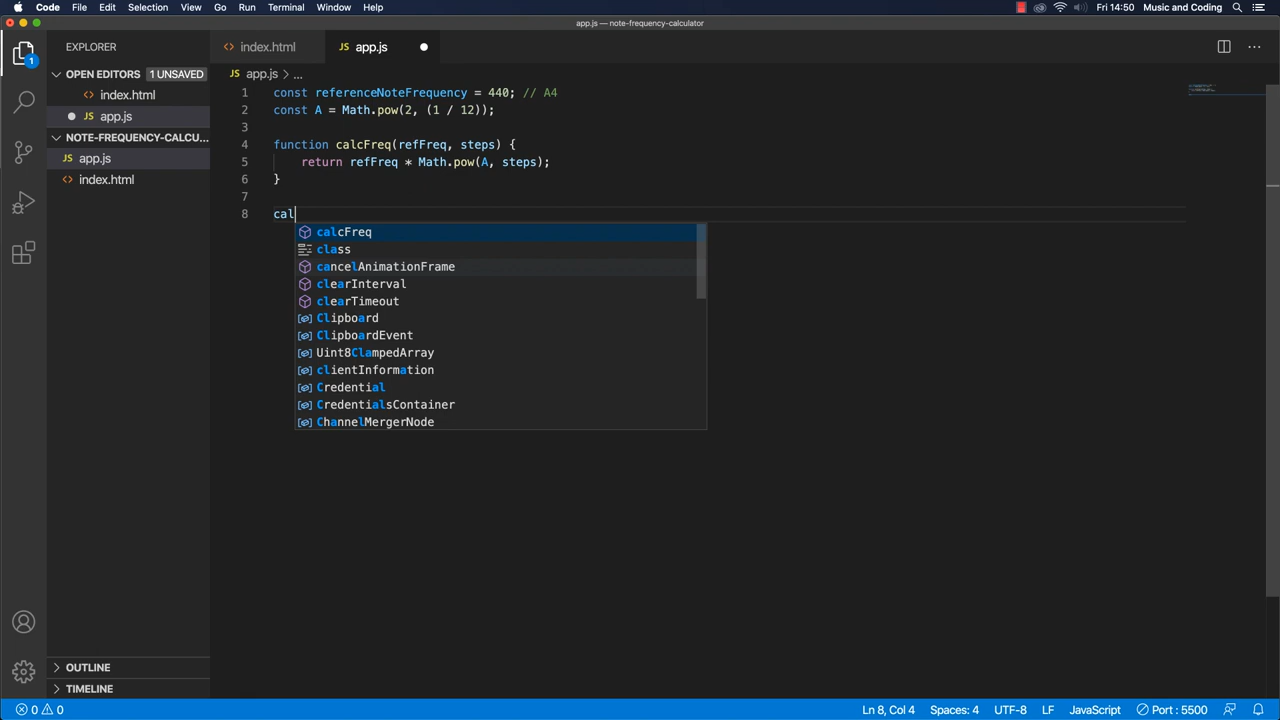 Code File Edit Selection View Go Run Terminal Window Help Fri 14:50 Music and Coding
app.js — note-frequency-calculator
EXPLORER
index.html
JS app.js
OPEN EDITORS 1 UNSAVED
index.html
JS app.js
NOTE-FREQUENCY-CALCU...
JS app.js
index.html
1
JS app.js > ...
1 const referenceNoteFrequency = 440; // A4
2 const A = Math.pow(2, (1 / 12));
3
4 function calcFreq(refFreq, steps) {
5 return refFreq * Math.pow(A, steps);
6 }
7
8 cal
calcFreq
class
cancelAnimationFrame
clearInterval
clearTimeout
Clipboard
ClipboardEvent
Uint8ClampedArray
clientInformation
Credential
CredentialsContainer
ChannelMergerNode
OUTLINE
TIMELINE
0 0 Ln 8, Col 4 Spaces: 4 UTF-8 LF JavaScript Port : 5500